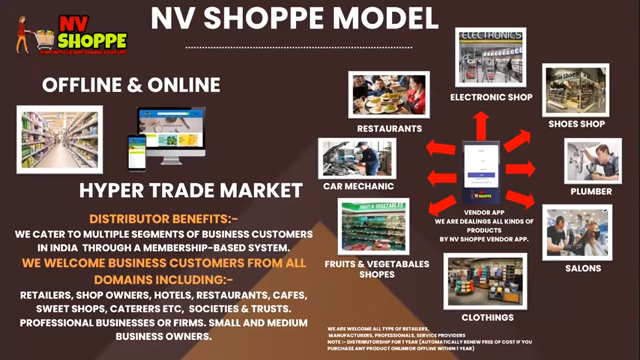 NV SHOPPE MODEL
NV
SHOPPE
OFFLINE & ONLINE
HYPER TRADE MARKET
DISTRIBUTOR BENEFITS:-
WE CATER TO MULTIPLE SEGMENTS OF BUSINESS CUSTOMERS
IN INDIA THROUGH A MEMBERSHIP-BASED SYSTEM.
WE WELCOME BUSINESS CUSTOMERS FROM ALL
DOMAINS INCLUDING:-
RETAILERS, SHOP OWNERS, HOTELS, RESTAURANTS, CAFES,
SWEET SHOPS, CATERERS ETC, SOCIETIES & TRUSTS.
PROFESSIONAL BUSINESSES OR FIRMS. SMALL AND MEDIUM
BUSINESS OWNERS.
ELECTRONICS
ELECTRONIC SHOP
RESTAURANTS
SHOES SHOP
CAR MECHANIC
PLUMBER
FRUIT & VEGETABLES
FRUITS & VEGETABALES
SHOPES
VENDOR APP
WE ARE DEALINGS ALL KINDS OF
PRODUCTS
BY NV SHOPPE VENDOR APP.
SALONS
CLOTHINGS
WE ARE WELCOME ALL TYPE OF RETAILERS,
MANUFACTURERS, PROFESSIONALS, SERVICE PROVIDERS
NOTE :- DISTRIBUTORSHIP FOR 1 YEAR (AUTOMATICALLY RENEW FREE OF COST IF YOU
PURCHASE ANY PRODUCT ONLINEOR OFFLINE WITHIN 1 YEAR)